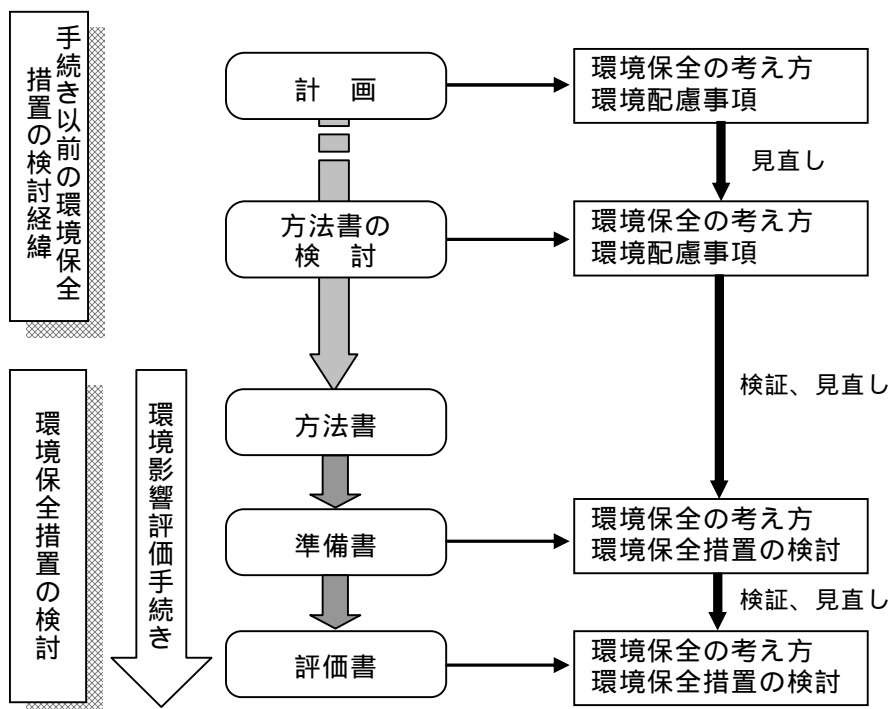 手続き以前の環境保全
措置の検討経緯
計　画
環境保全の考え方
環境配慮事項
見直し
方法書の
検　討
環境保全の考え方
環境配慮事項
検証、見直し
環境保全措置の検討
環境影響評価手続き
方法書
準備書
環境保全の考え方
環境保全措置の検討
検証、見直し
評価書
環境保全の考え方
環境保全措置の検討